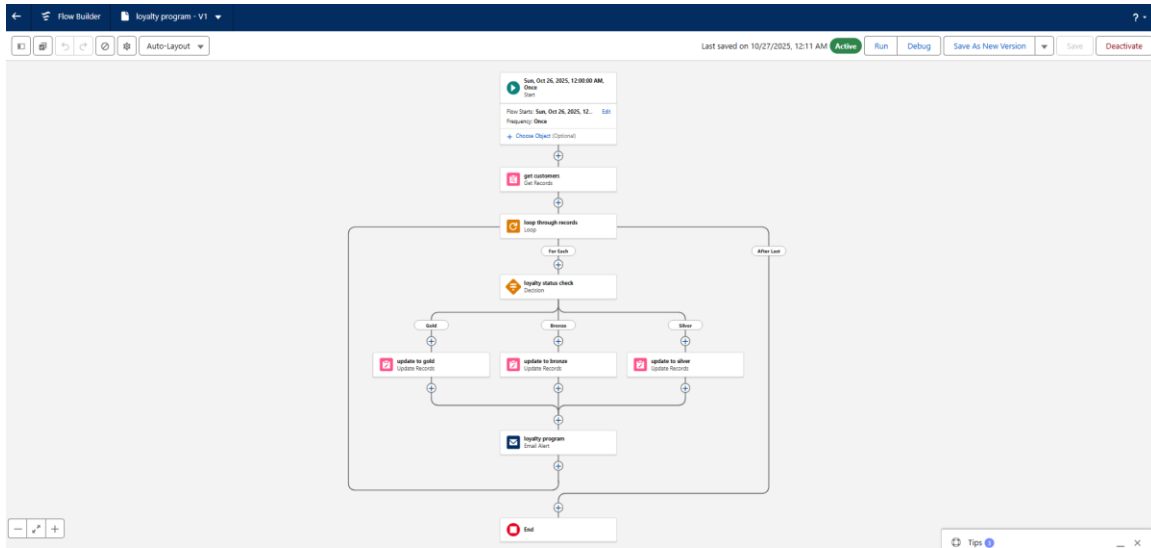 Flow Builder
loyalty program - V1
?
Auto-Layout
Last saved on 10/27/2025, 12:11 AM
Active
Run
Debug
Save As New Version
Save
Deactivate
Sun, Oct 26, 2025, 12:00:00 AM,
Once
Start
Flow Starts: Sun, Oct 26, 2025, 12... Edit
Frequency: Once
+ Choose Object (Optional)
get customers
Get Records
loop through records
Loop
For Each
After Last
loyalty status check
Decision
Gold
Bronze
Silver
update to gold
Update Records
update to bronze
Update Records
update to silver
Update Records
loyalty program
Email Alert
End
Tips